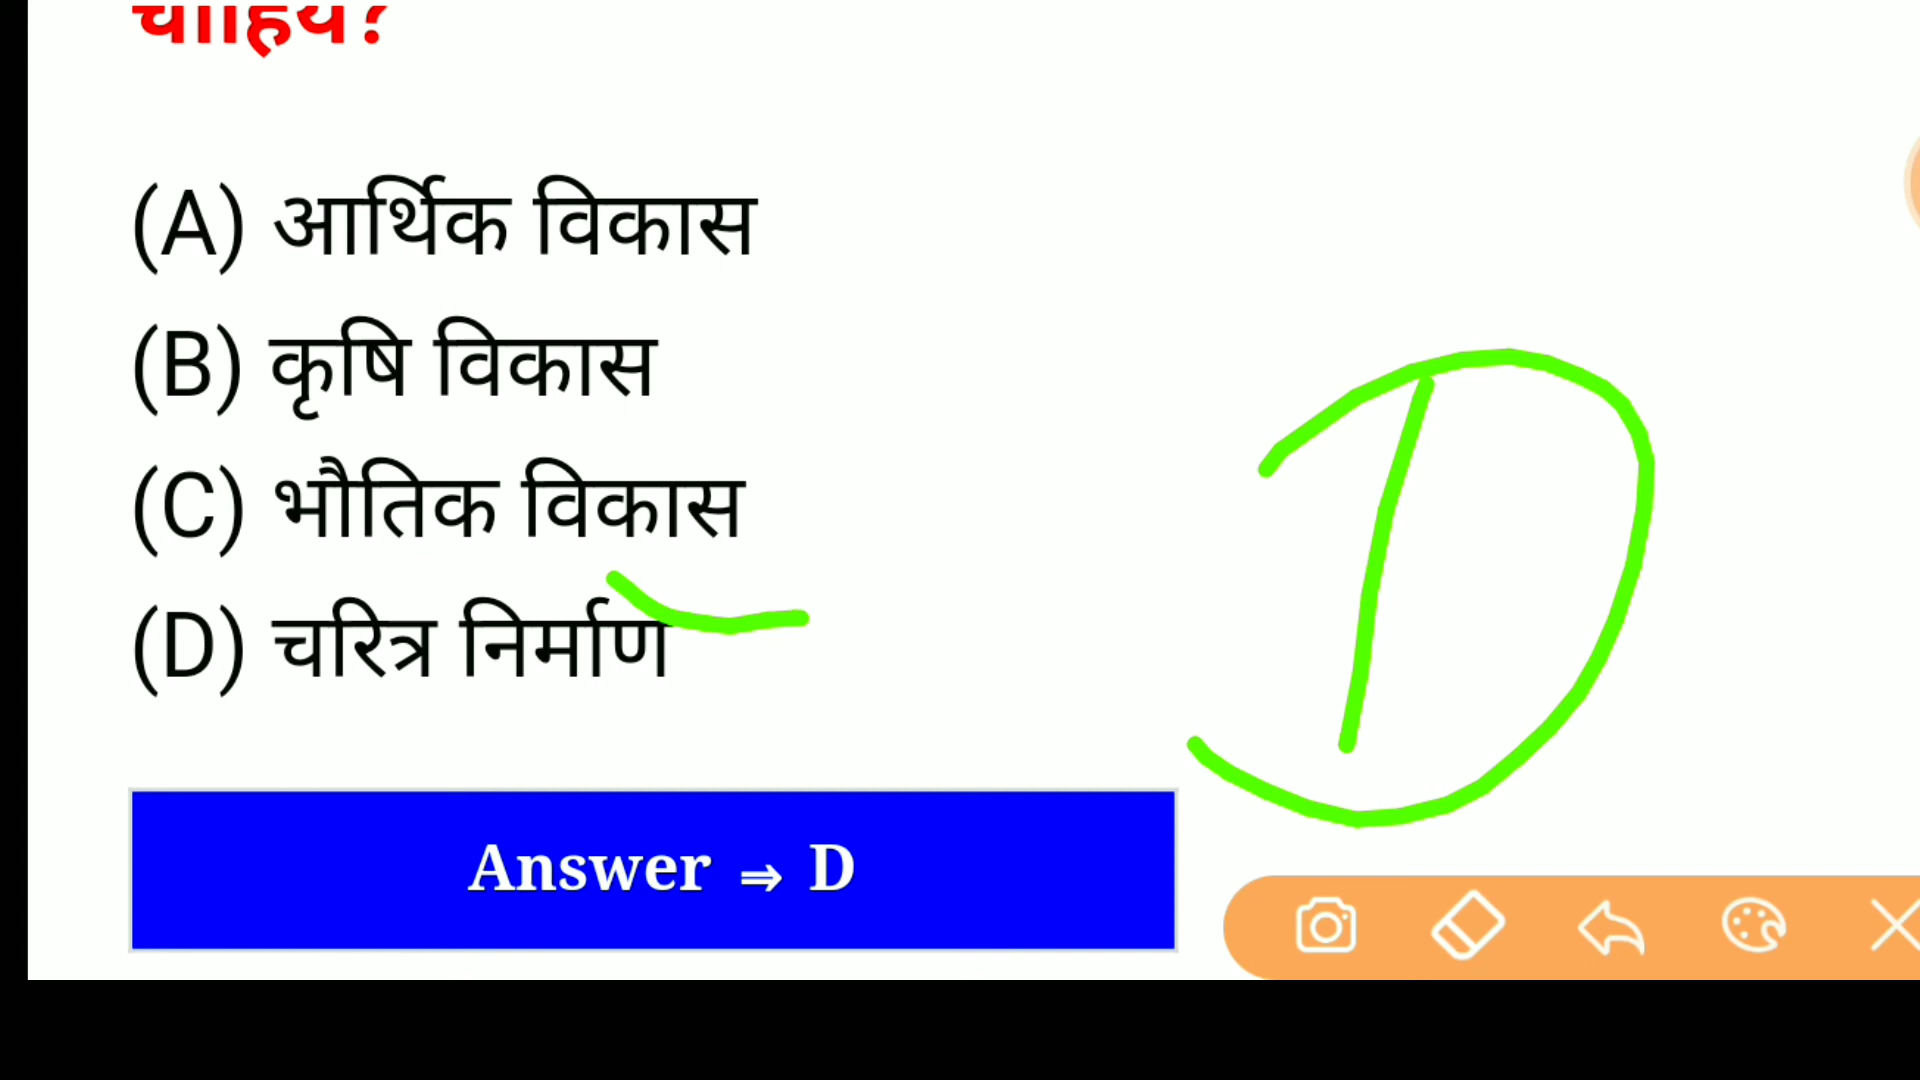 चाहिये?
(A) आर्थिक विकास
(B) कृषि विकास
(C) भौतिक विकास
(D) चरित्र निर्माण
D
Answer ⇒ D